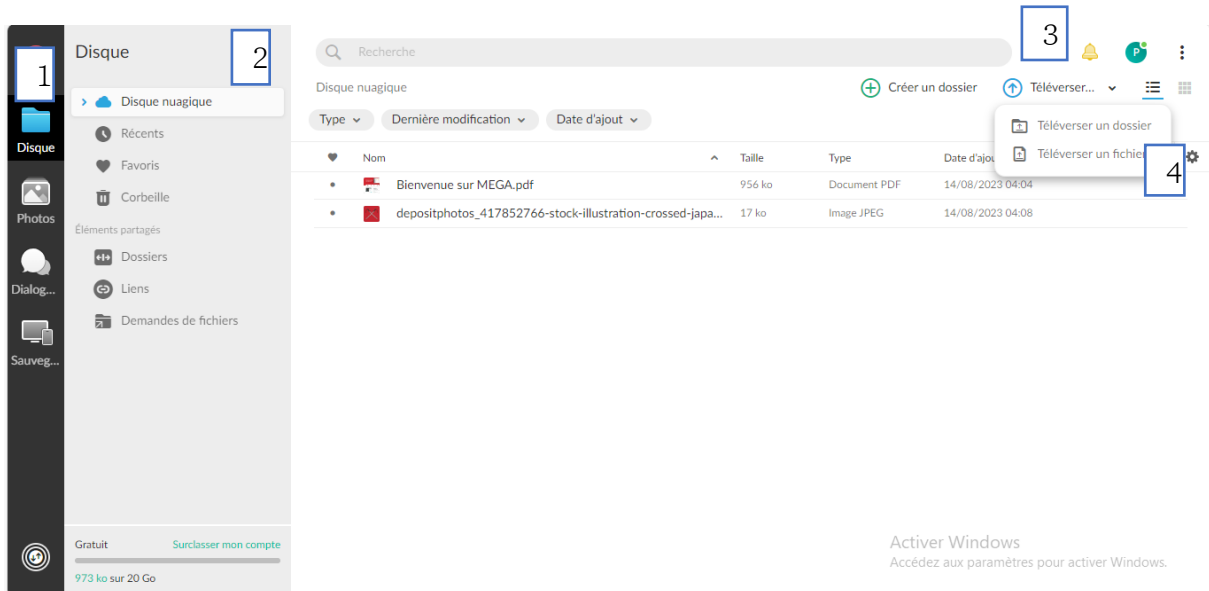 3
1
Disque
2
Recherche
P
Disque nuagique
Créer un dossier
Téléverser...
Disque nuagique
Type
Dernière modification
Date d'ajout
Téléverser un dossier
Récents
Disque
Nom
Taille
Type
Date d'ajou
Téléverser un fichier
4
Favoris
Bienvenue sur MEGA.pdf
956 ko
Document PDF
14/08/2023 04:04
Corbeille
depositphotos_417852766-stock-illustration-crossed-japa...
17 ko
Image JPEG
14/08/2023 04:08
Photos
Éléments partagés
Dossiers
Dialog...
Liens
Demandes de fichiers
Sauveg...
Gratuit
Surclasser mon compte
973 ko sur 20 Go
Activer Windows
Accédez aux paramètres pour activer Windows.